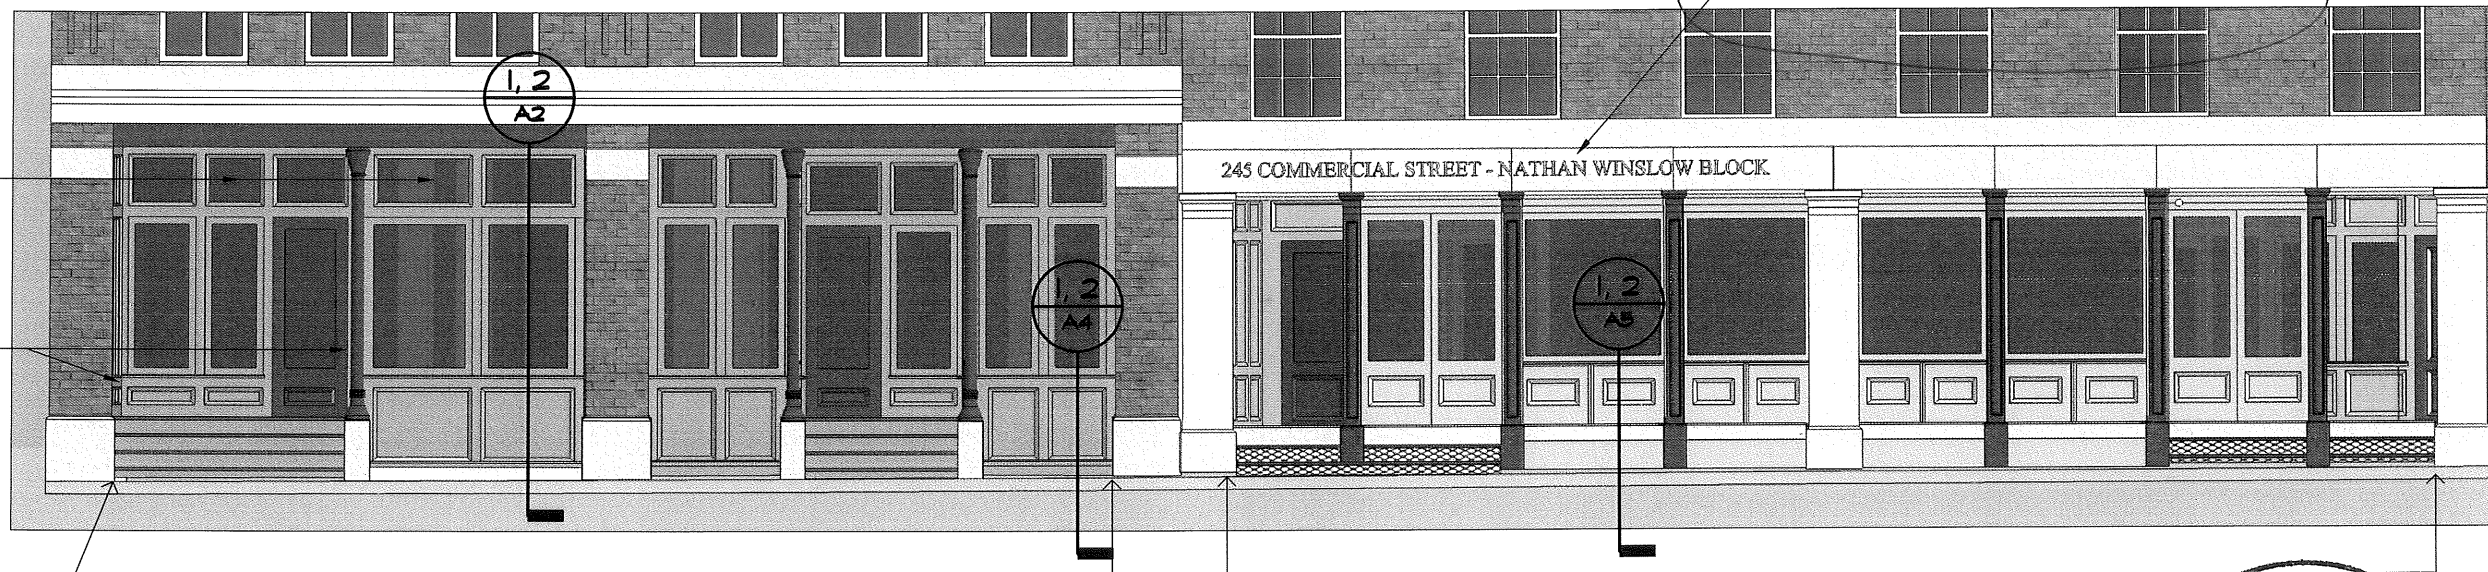 1, 2
A2
245 COMMERCIAL STREET - NATHAN WINSLOW BLOCK
1, 2
A4
1, 2
A5